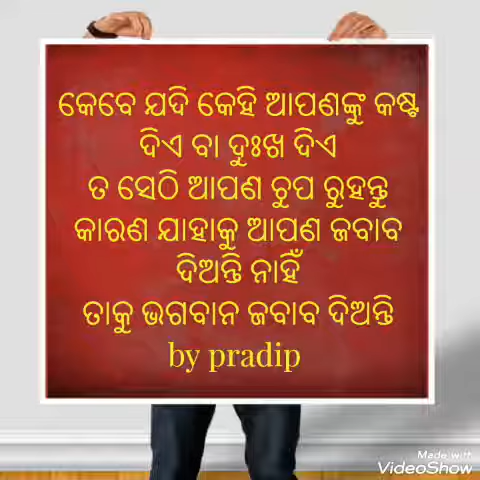 କେବେ ଯଦି କେହି ଆପଣଙ୍କୁ କଷ୍ଟ
ଦିଏ ବା ଦୁଃଖ ଦିଏ
ତ ସେଠି ଆପଣ ଚୁପ ରୁହନ୍ତୁ
କାରଣ ଯାହାକୁ ଆପଣ ଜବାବ
ଦିଅନ୍ତି ନାହିଁ
ତାକୁ ଭଗବାନ ଜବାବ ଦିଅନ୍ତି
by pradip
Made with
VideoShow